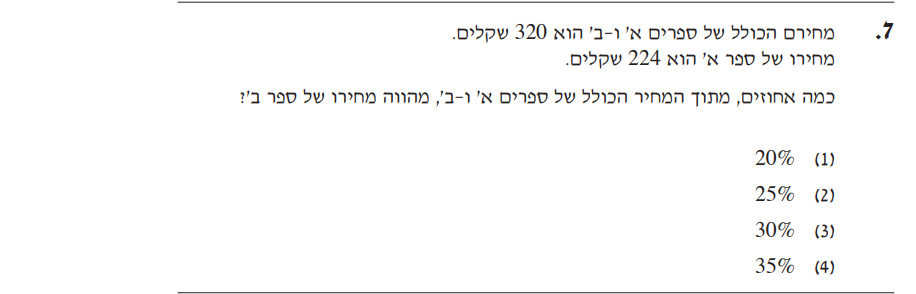 7. מחירם הכולל של ספרים א' ו-ב' הוא 320 שקלים.
מחירו של ספר א' הוא 224 שקלים.
כמה אחוזים, מתוך המחיר הכולל של ספרים א' ו-ב', מהווה מחירו של ספר ב'?
(1) 20%
(2) 25%
(3) 30%
(4) 35%